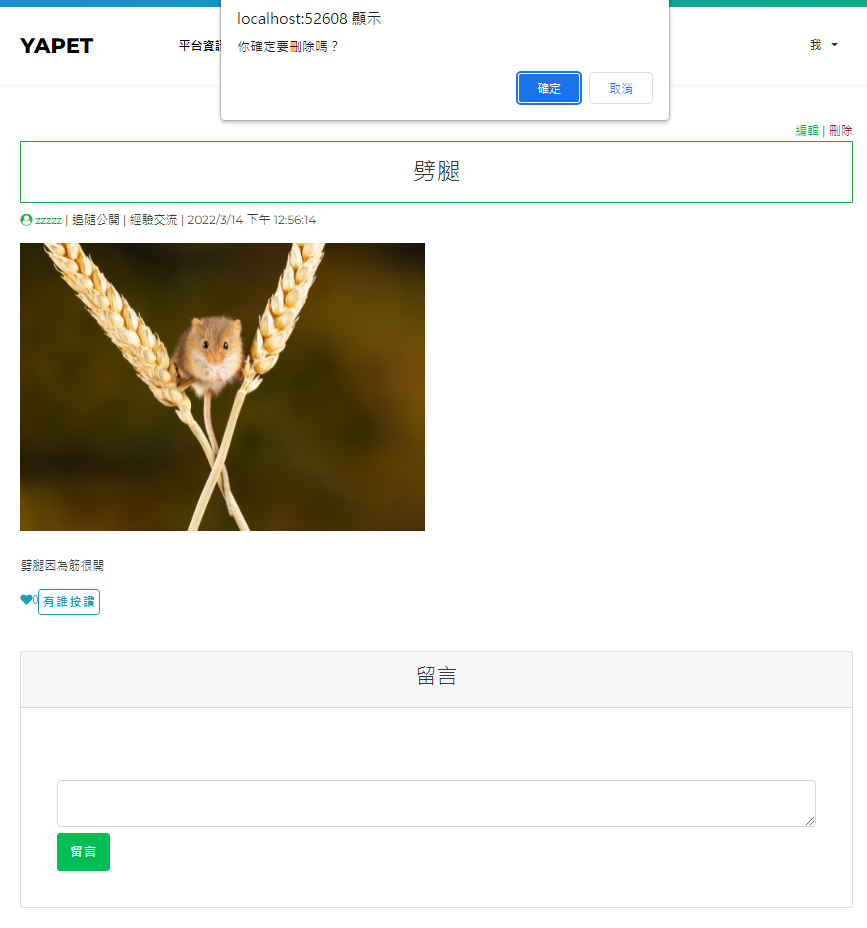 localhost:52608 顯示
你確定要刪除嗎？
確定 取消
YAPET 平台資訊 我
編輯 | 刪除
劈腿
zzzzz | 追隨公開 | 經驗交流 | 2022/3/14 下午 12:56:14
劈腿因為筋很開
0 有誰按讚
留言
留言